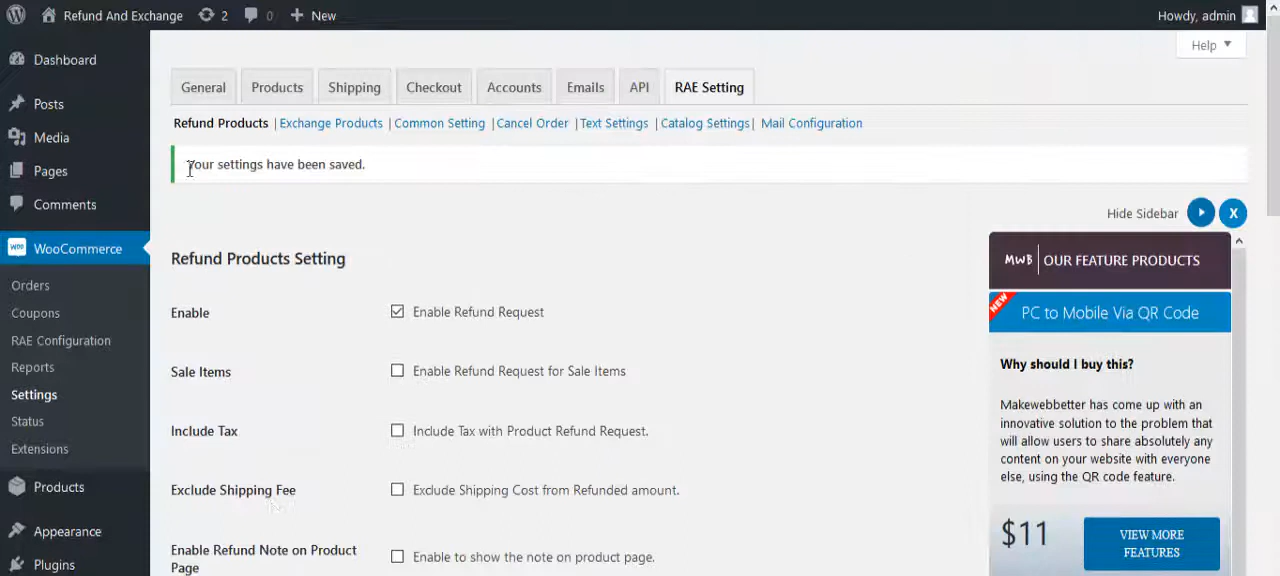 Refund And Exchange 2 0 New Howdy, admin
Help
Dashboard
Posts
Media
Pages
Comments
WooCommerce
Orders
Coupons
RAE Configuration
Reports
Settings
Status
Extensions
Products
Appearance
Plugins
General Products Shipping Checkout Accounts Emails API RAE Setting
Refund Products | Exchange Products | Common Setting | Cancel Order | Text Settings | Catalog Settings | Mail Configuration
Your settings have been saved.
Hide Sidebar X
Refund Products Setting
Enable Enable Refund Request
Sale Items Enable Refund Request for Sale Items
Include Tax Include Tax with Product Refund Request.
Exclude Shipping Fee Exclude Shipping Cost from Refunded amount.
Enable Refund Note on Product
Page
Enable to show the note on product page.
MWB OUR FEATURE PRODUCTS
NEW
PC to Mobile Via QR Code
Why should I buy this?
Makewebbetter has come up with an
innovative solution to the problem that
will allow users to share absolutely any
content on your website with everyone
else, using the QR code feature.
$11
VIEW MORE
FEATURES